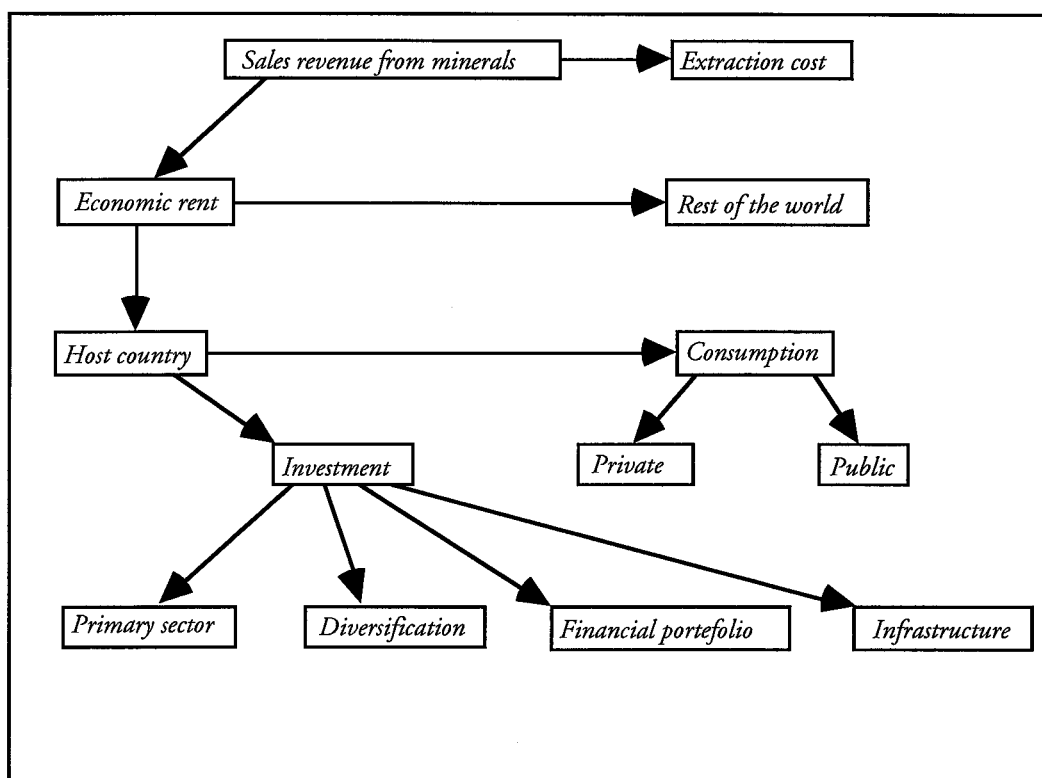 Sales revenue from minerals
Extraction cost
Economic rent
Rest of the world
Host country
Consumption
Investment
Private
Public
Primary sector
Diversification
Financial portefolio
Infrastructure